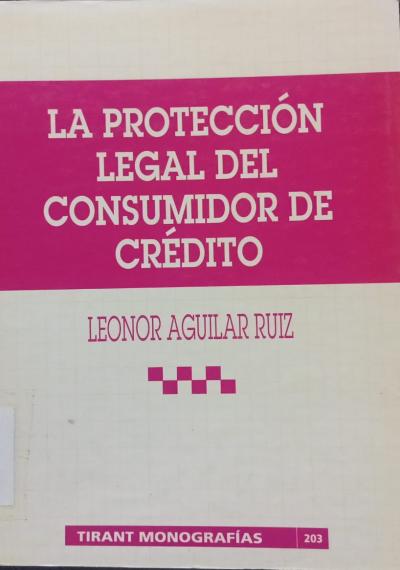 LA PROTECCIÓN
LEGAL DEL
CONSUMIDOR DE
CRÉDITO
LEONOR AGUILAR RUIZ
TIRANT MONOGRAFÍAS 203